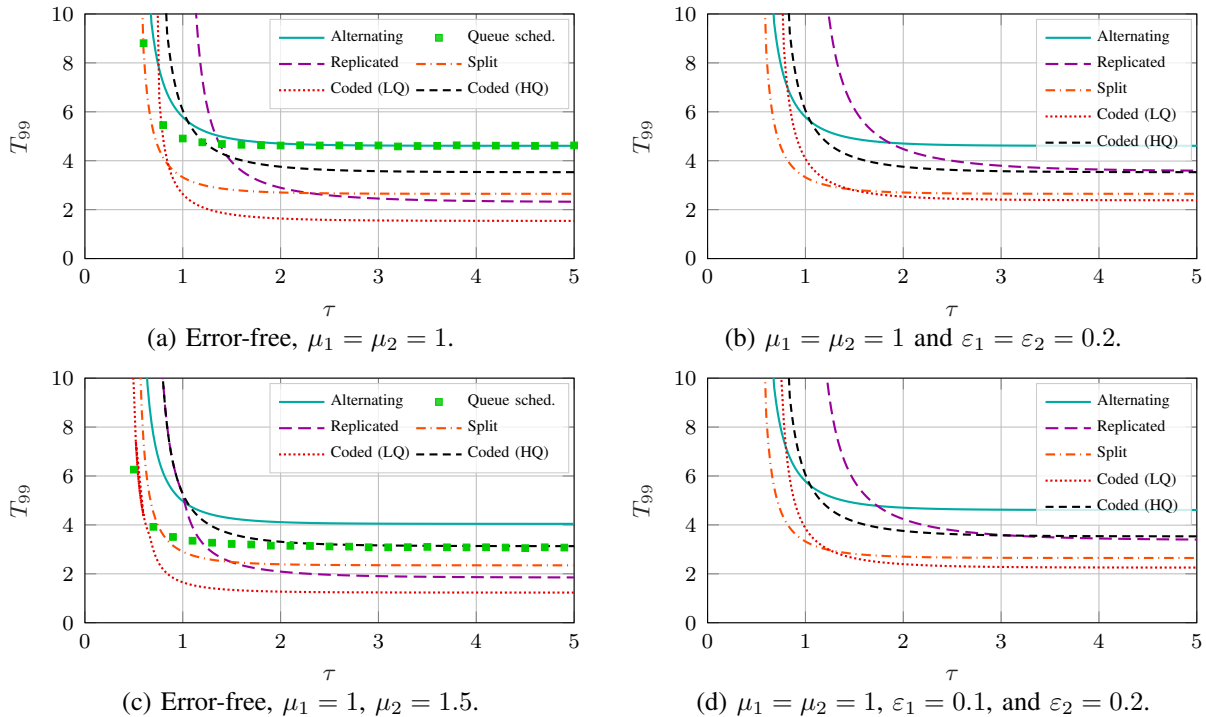 10
8
6
4
2
0
T₉₉
Alternating
Queue sched.
Replicated
Split
Coded (LQ)
Coded (HQ)
0 1 2 3 4 5
τ
(a) Error-free, μ₁ = μ₂ = 1.
10
8
6
4
2
0
T₉₉
Alternating
Replicated
Split
Coded (LQ)
Coded (HQ)
0 1 2 3 4 5
τ
(b) μ₁ = μ₂ = 1 and ε₁ = ε₂ = 0.2.
10
8
6
4
2
0
T₉₉
Alternating
Queue sched.
Replicated
Split
Coded (LQ)
Coded (HQ)
0 1 2 3 4 5
τ
(c) Error-free, μ₁ = 1, μ₂ = 1.5.
10
8
6
4
2
0
T₉₉
Alternating
Replicated
Split
Coded (LQ)
Coded (HQ)
0 1 2 3 4 5
τ
(d) μ₁ = μ₂ = 1, ε₁ = 0.1, and ε₂ = 0.2.